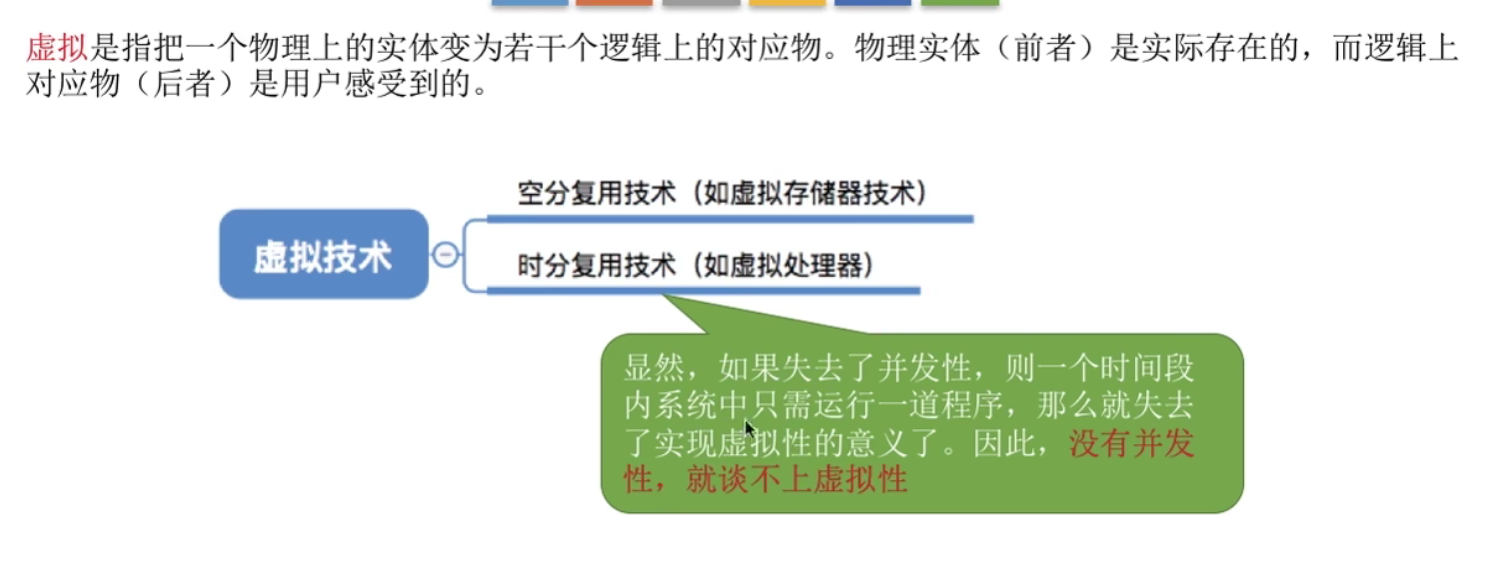 虚拟是指把一个物理上的实体变为若干个逻辑上的对应物。物理实体（前者）是实际存在的，而逻辑上
对应物（后者）是用户感受到的。
空分复用技术（如虚拟存储器技术）
虚拟技术
时分复用技术（如虚拟处理器）
显然，如果失去了并发性，则一个时间段
内系统中只需运行一道程序，那么就失去
了实现虚拟性的意义了。因此，没有并发
性，就谈不上虚拟性